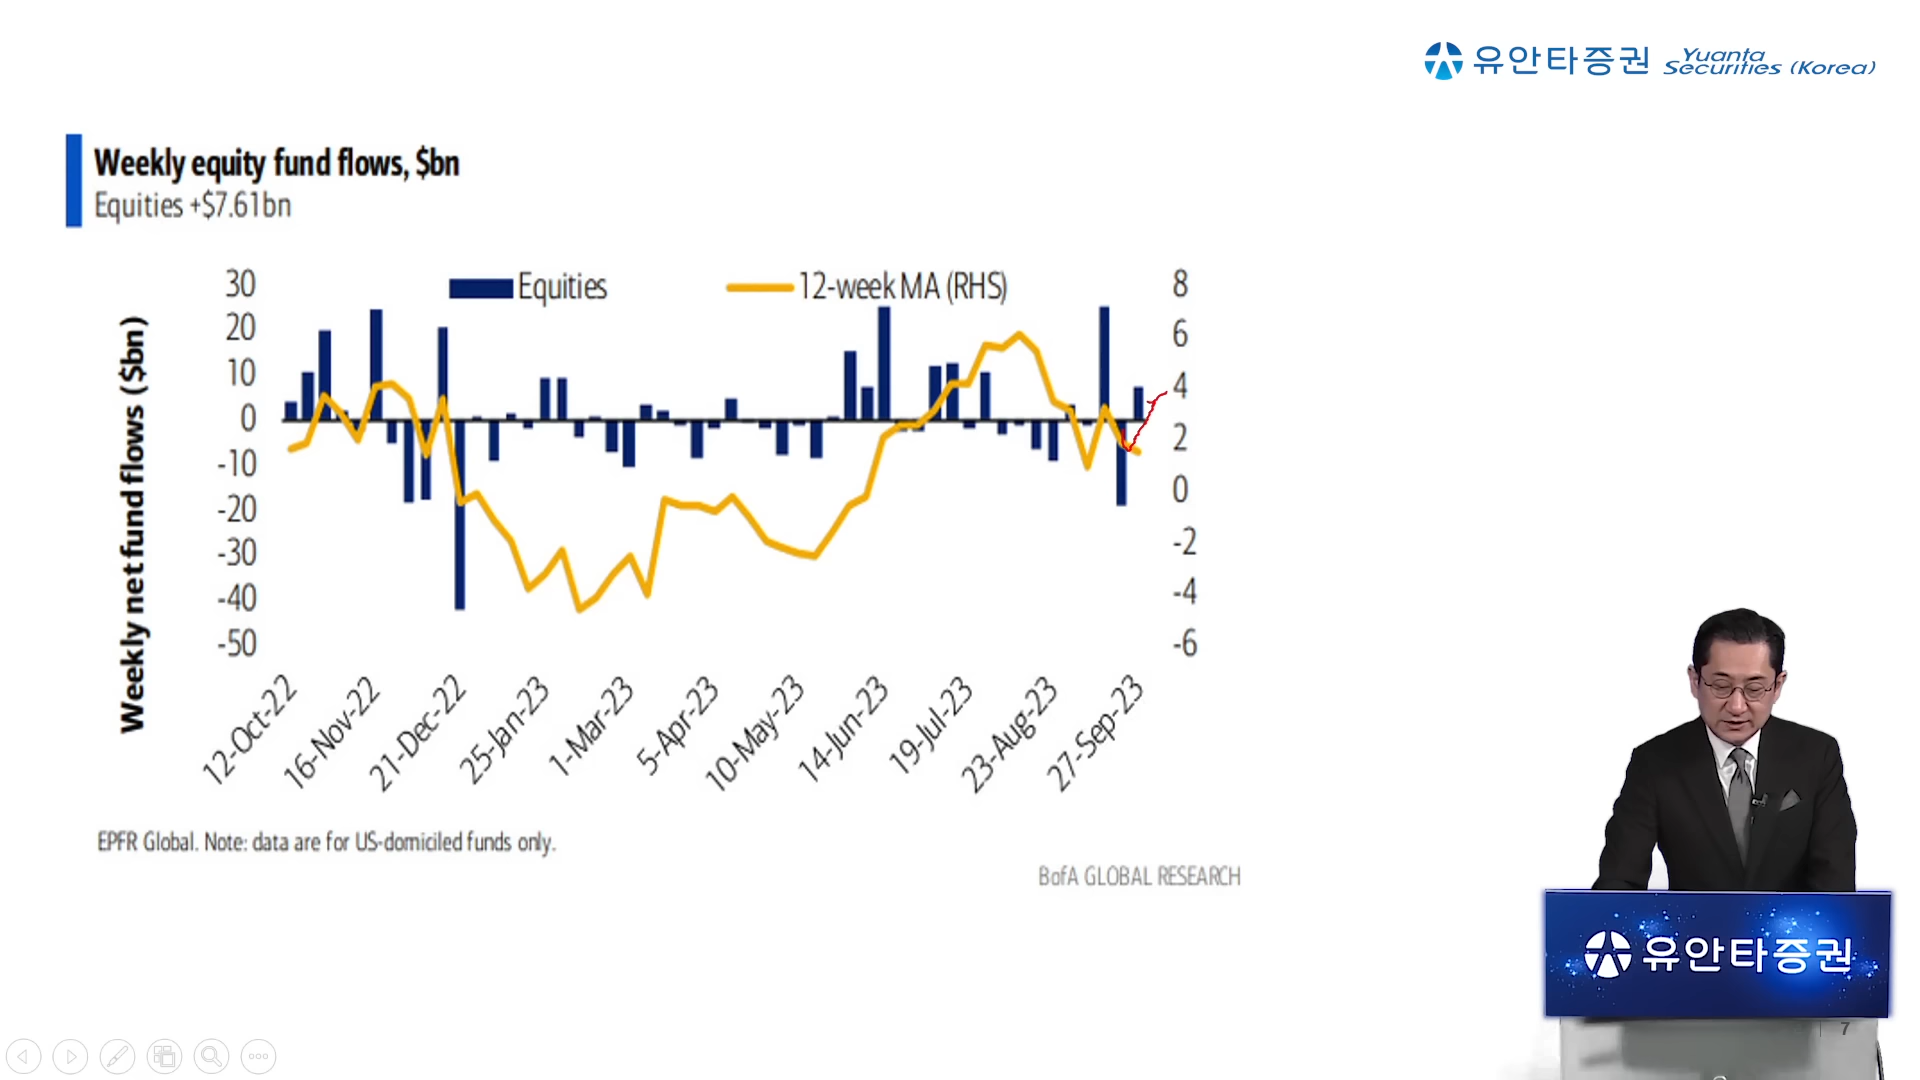 유안타증권 Yuanta Securities (Korea)
Weekly equity fund flows, $bn
Equities +$7.61bn
Equities
12-week MA (RHS)
Weekly net fund flows ($bn)
30
20
10
0
-10
-20
-30
-40
-50
8
6
4
2
0
-2
-4
-6
12-Oct-22
16-Nov-22
21-Dec-22
25-Jan-23
1-Mar-23
5-Apr-23
10-May-23
14-Jun-23
19-Jul-23
23-Aug-23
27-Sep-23
EPFR Global. Note: data are for US-domiciled funds only.
BofA GLOBAL RESEARCH
유안타증권
7